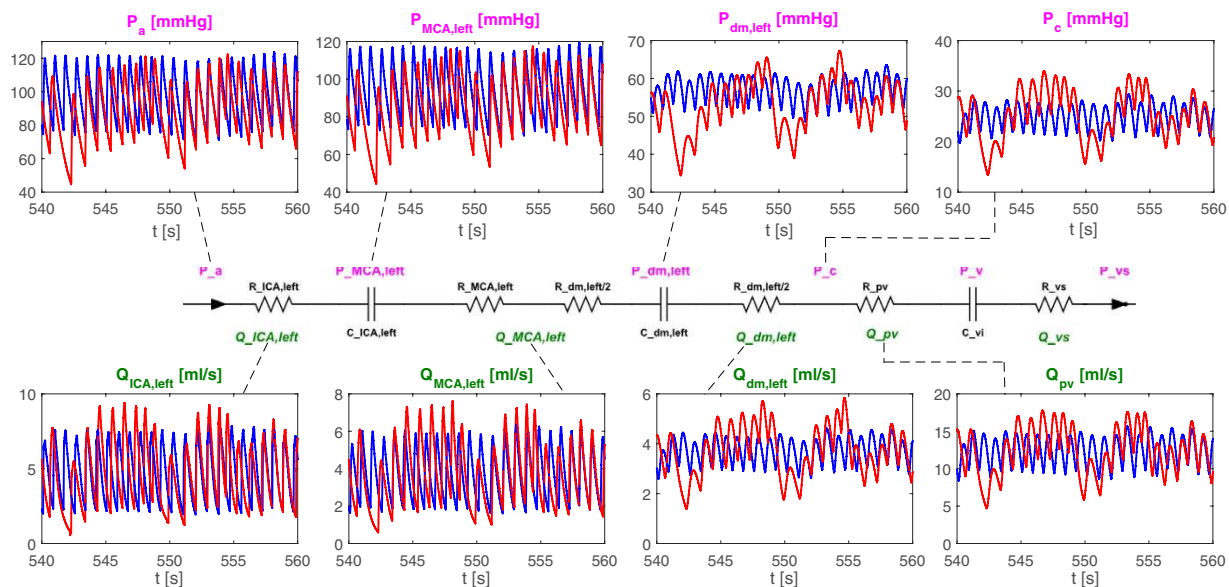 P_a [mmHg]
P_MCA,left [mmHg]
P_dm,left [mmHg]
P_c [mmHg]
120
100
80
60
40
540 545 550 555 560
t [s]
120
100
80
60
40
540 545 550 555 560
t [s]
70
60
50
40
30
540 545 550 555 560
t [s]
40
30
20
10
540 545 550 555 560
t [s]
P_a P_MCA,left P_dm,left P_c P_v P_vs
R_ICA,left R_MCA,left R_dm,left/2 R_dm,left/2 R_pv R_vs
C_ICA,left C_dm,left C_vi
Q_ICA,left Q_MCA,left Q_dm,left Q_pv Q_vs
Q_ICA,left [ml/s]
Q_MCA,left [ml/s]
Q_dm,left [ml/s]
Q_pv [ml/s]
10
5
0
540 545 550 555 560
t [s]
8
6
4
2
0
540 545 550 555 560
t [s]
6
4
2
0
540 545 550 555 560
t [s]
20
15
10
5
0
540 545 550 555 560
t [s]